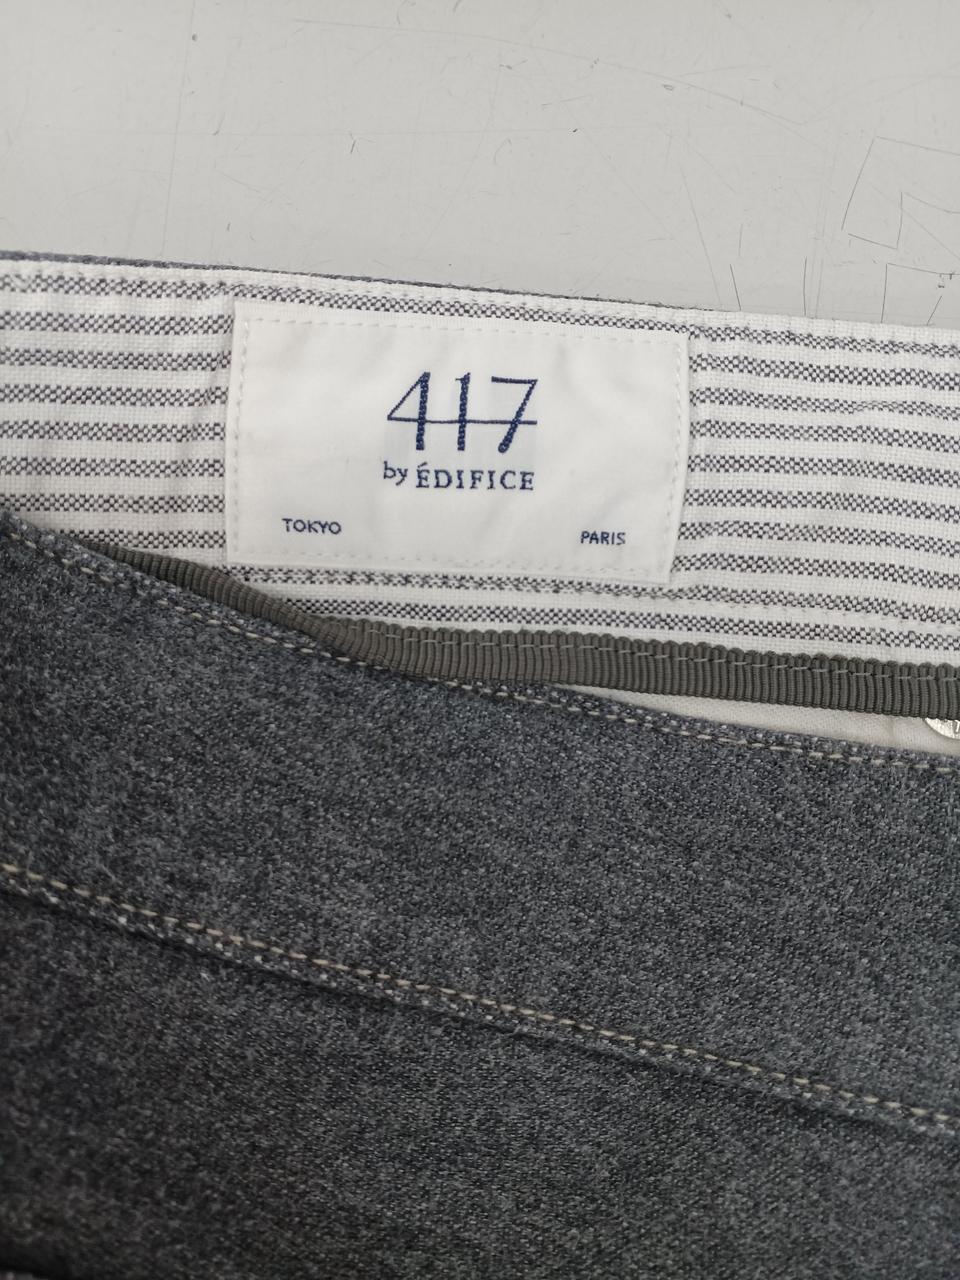 417
by ÉDIFICE
TOKYO
PARIS